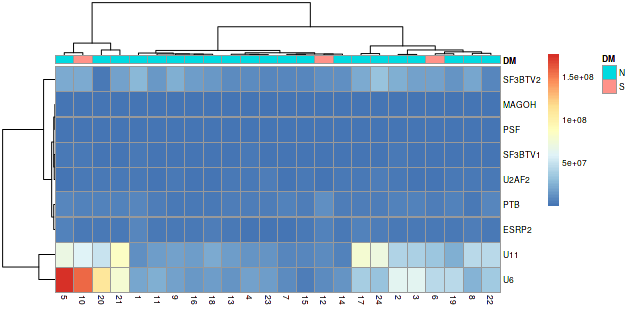 DM
SF3BTV2
MAGOH
PSF
SF3BTV1
U2AF2
PTB
ESRP2
U11
U6
5 10 20 21 1 11 9 16 18 13 4 23 7 15 12 14 17 24 2 3 6 19 8 22
1.5e+08
1e+08
5e+07
DM
N
S